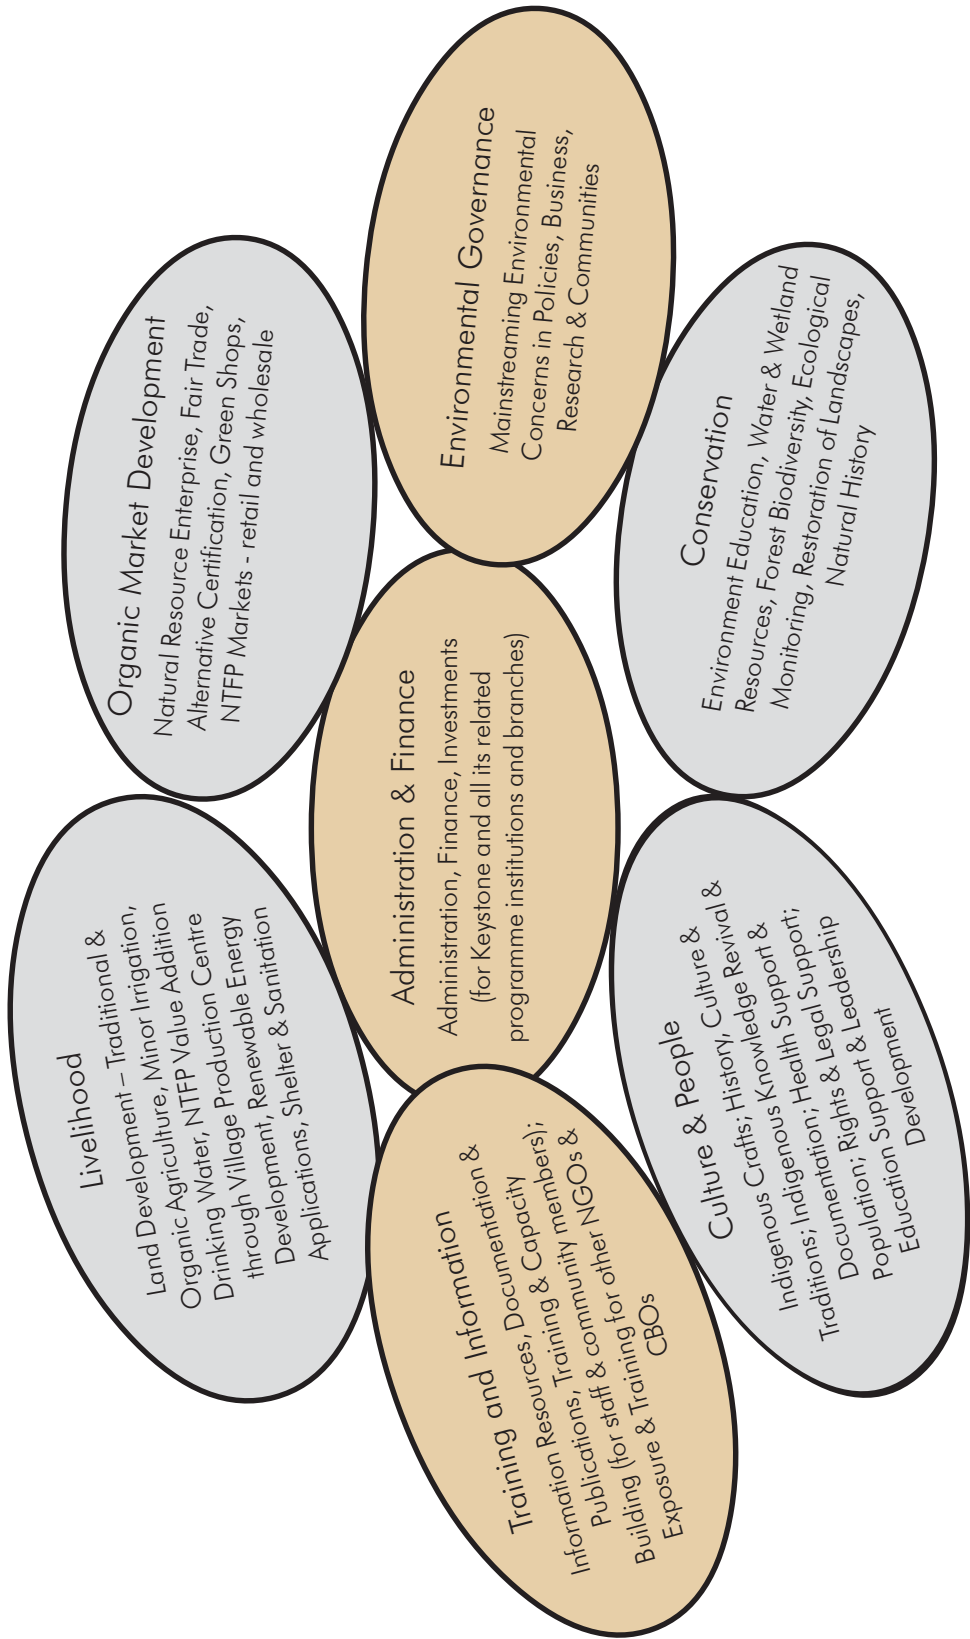 Livelihood
Land Development – Traditional &
Organic Agriculture, Minor Irrigation,
Drinking Water, NTFP Value Addition
through Village Production Centre
Development, Renewable Energy
Applications, Shelter & Sanitation
Organic Market Development
Natural Resource Enterprise, Fair Trade,
Alternative Certification, Green Shops,
NTFP Markets - retail and wholesale
Training and Information
Information Resources, Documentation &
Publications, Training & Capacity
Building (for staff & community members);
Exposure & Training for other NGOs &
CBOs
Administration & Finance
Administration, Finance, Investments
(for Keystone and all its related
programme institutions and branches)
Environmental Governance
Mainstreaming Environmental
Concerns in Policies, Business,
Research & Communities
Culture & People
Indigenous Crafts; History, Culture &
Traditions; Indigenous Knowledge Revival &
Documentation; Health Support &
Population; Rights & Legal Support;
Education Support & Leadership
Development
Conservation
Environment Education, Water & Wetland
Resources, Forest Biodiversity, Ecological
Monitoring, Restoration of Landscapes,
Natural History